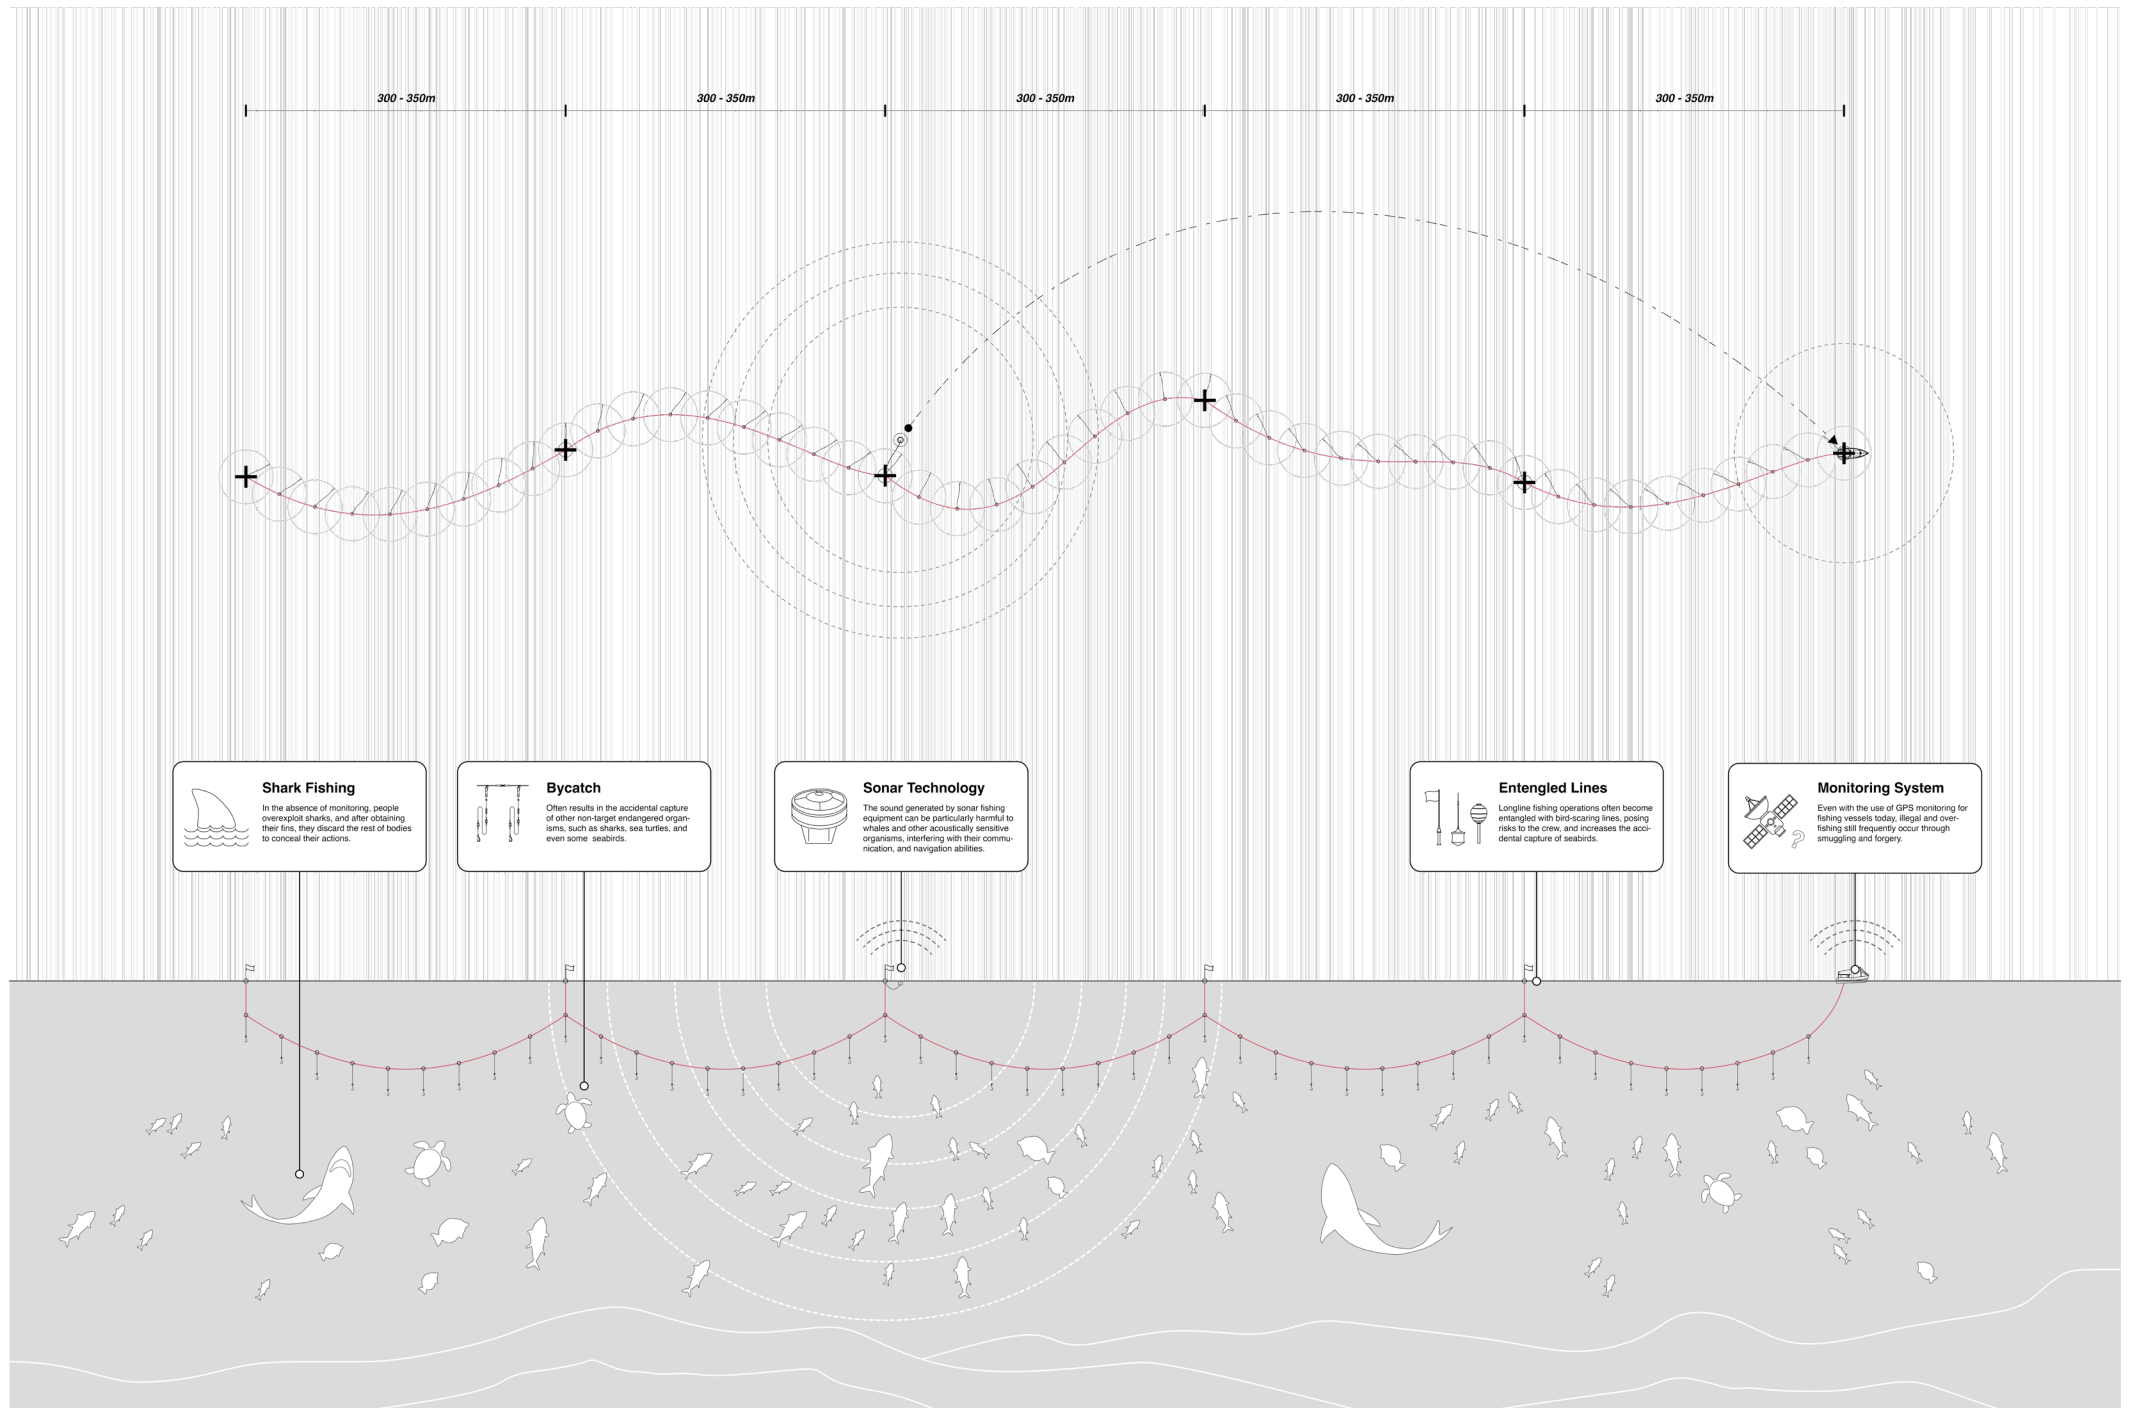 300 - 350m
300 - 350m
300 - 350m
300 - 350m
300 - 350m
Shark Fishing
In the absence of monitoring, people
overexploit sharks, and after obtaining
their fins, they discard the rest of bodies
to conceal their actions.
Bycatch
Often results in the accidental capture
of other non-target endangered organ-
isms, such as sharks, sea turtles, and
even some seabirds.
Sonar Technology
The sound generated by sonar fishing
equipment can be particularly harmful to
whales and other acoustically sensitive
organisms, interfering with their commu-
nication, and navigation abilities.
Entengled Lines
Longline fishing operations often become
entangled with bird-scaring lines, posing
risks to the crew, and increases the acci-
dental capture of seabirds.
Monitoring System
Even with the use of GPS monitoring for
fishing vessels today, illegal and over-
fishing still frequently occur through
smuggling and forgery.
?